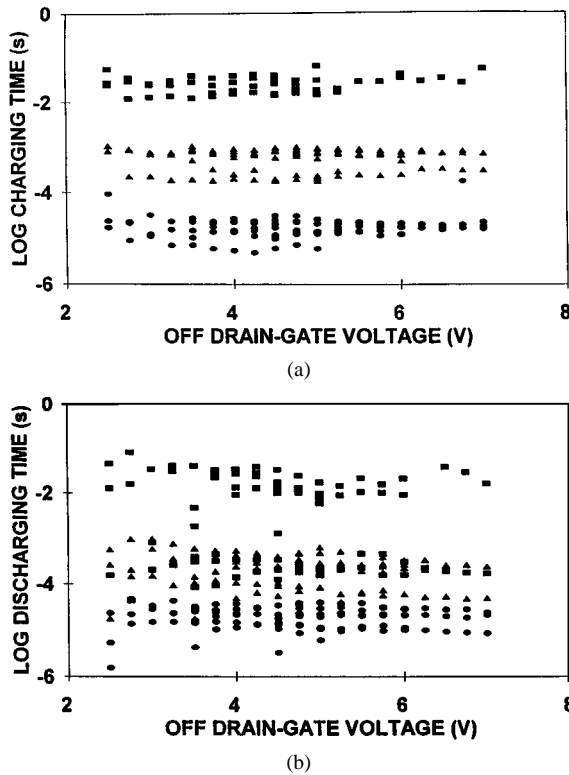 0
-2
-4
-6
LOG CHARGING TIME (s)
2
4
6
8
OFF DRAIN-GATE VOLTAGE (V)
(a)
0
-2
-4
-6
LOG DISCHARGING TIME (s)
2
4
6
8
OFF DRAIN-GATE VOLTAGE (V)
(b)